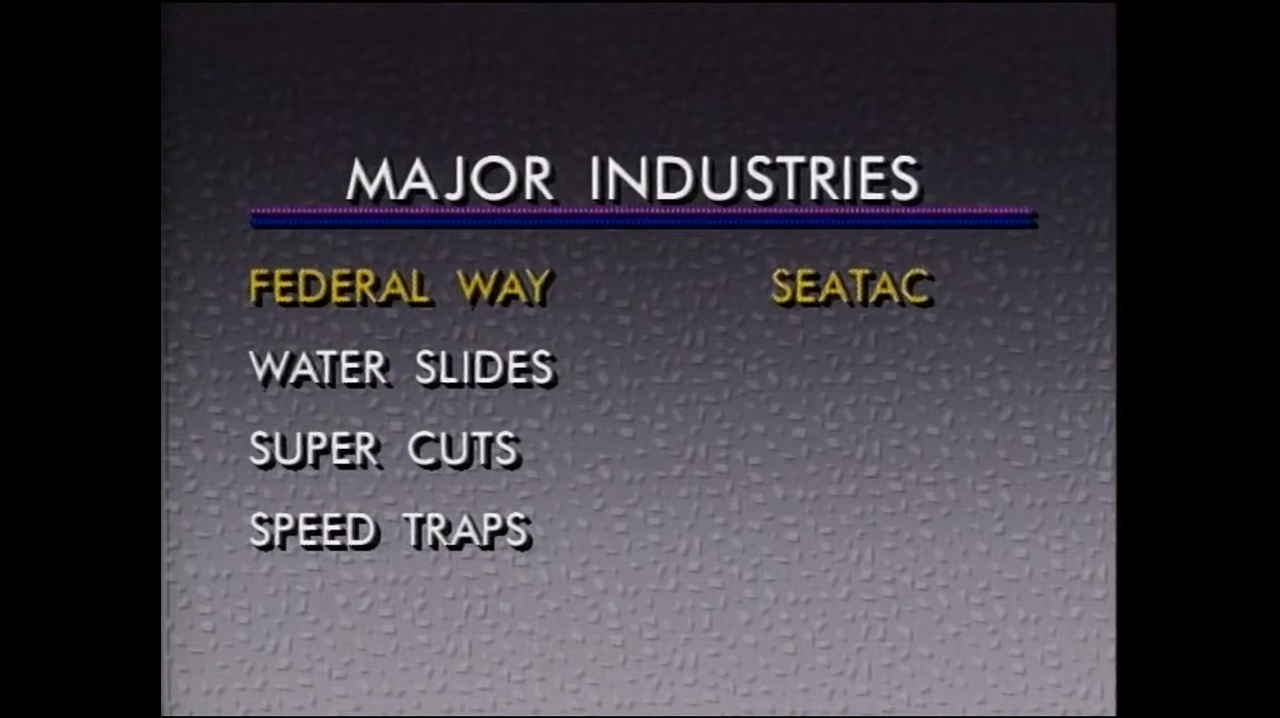 MAJOR INDUSTRIES
FEDERAL WAY SEATAC
WATER SLIDES
SUPER CUTS
SPEED TRAPS